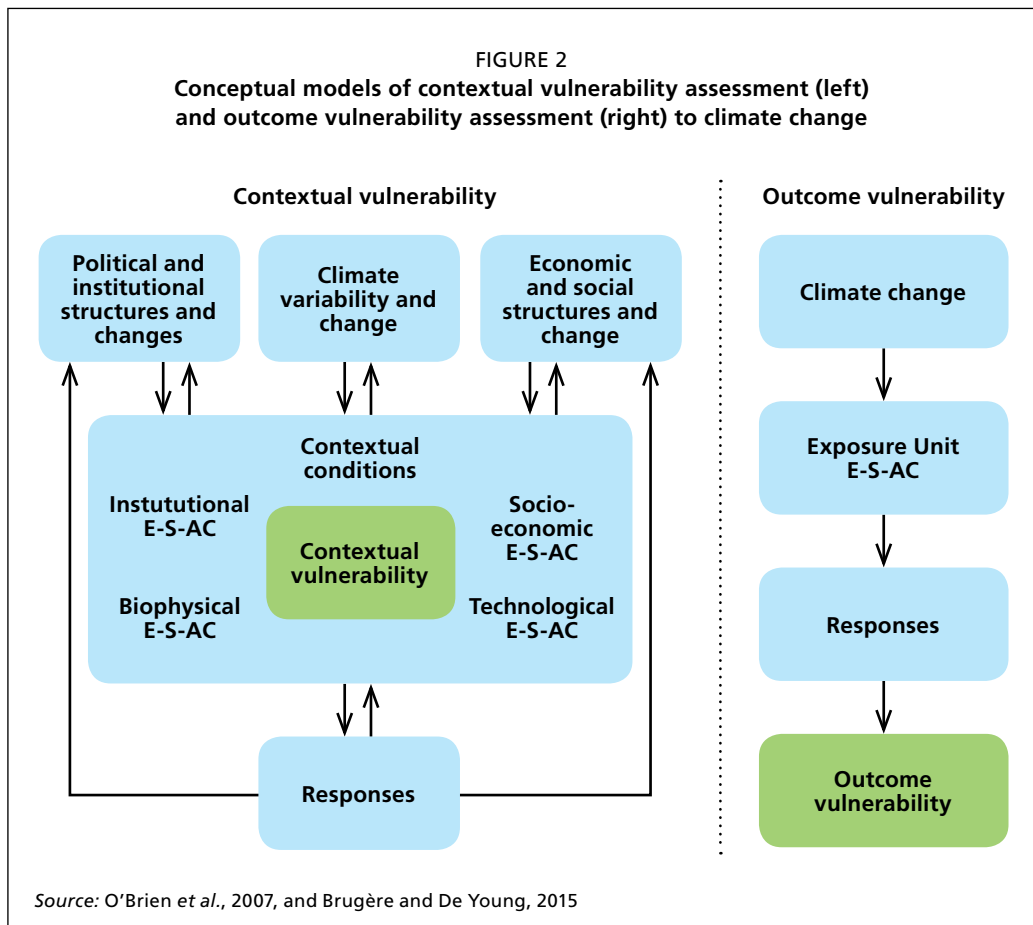 FIGURE 2
Conceptual models of contextual vulnerability assessment (left)
and outcome vulnerability assessment (right) to climate change
Contextual vulnerability
Political and
institutional
structures and
changes
Climate
variability and
change
Economic
and social
structures and
change
Contextual
conditions
Instututional
E-S-AC
Socio-
economic
E-S-AC
Contextual
vulnerability
Biophysical
E-S-AC
Technological
E-S-AC
Responses
Outcome vulnerability
Climate change
Exposure Unit
E-S-AC
Responses
Outcome
vulnerability
Source: O'Brien et al., 2007, and Brugère and De Young, 2015